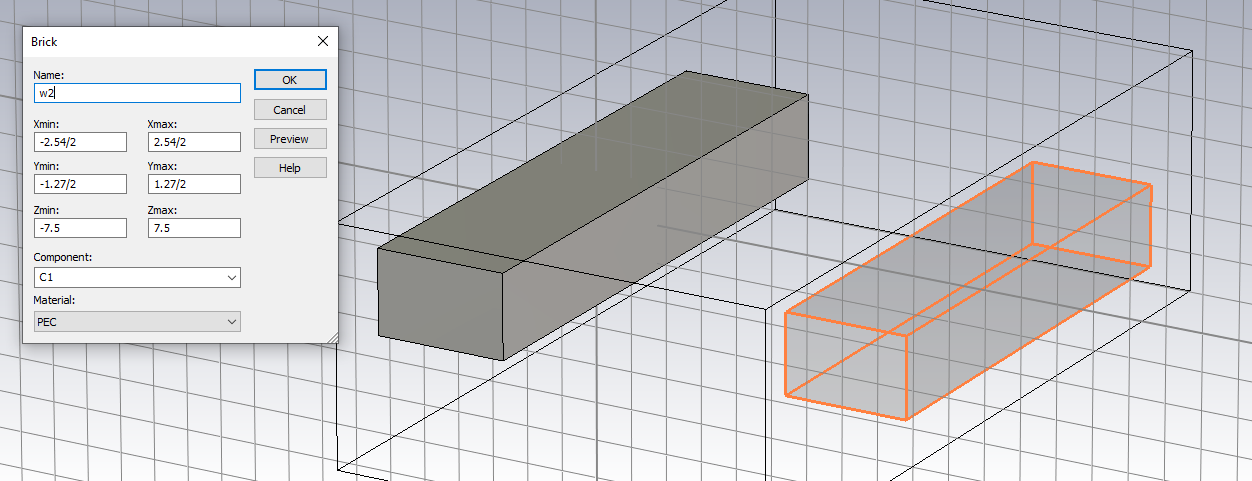 Brick
Name:
w2
OK
Cancel
Xmin:
Xmax:
-2.54/2
2.54/2
Preview
Ymin:
Ymax:
Help
-1.27/2
1.27/2
Zmin:
Zmax:
-7.5
7.5
Component:
C1
Material:
PEC